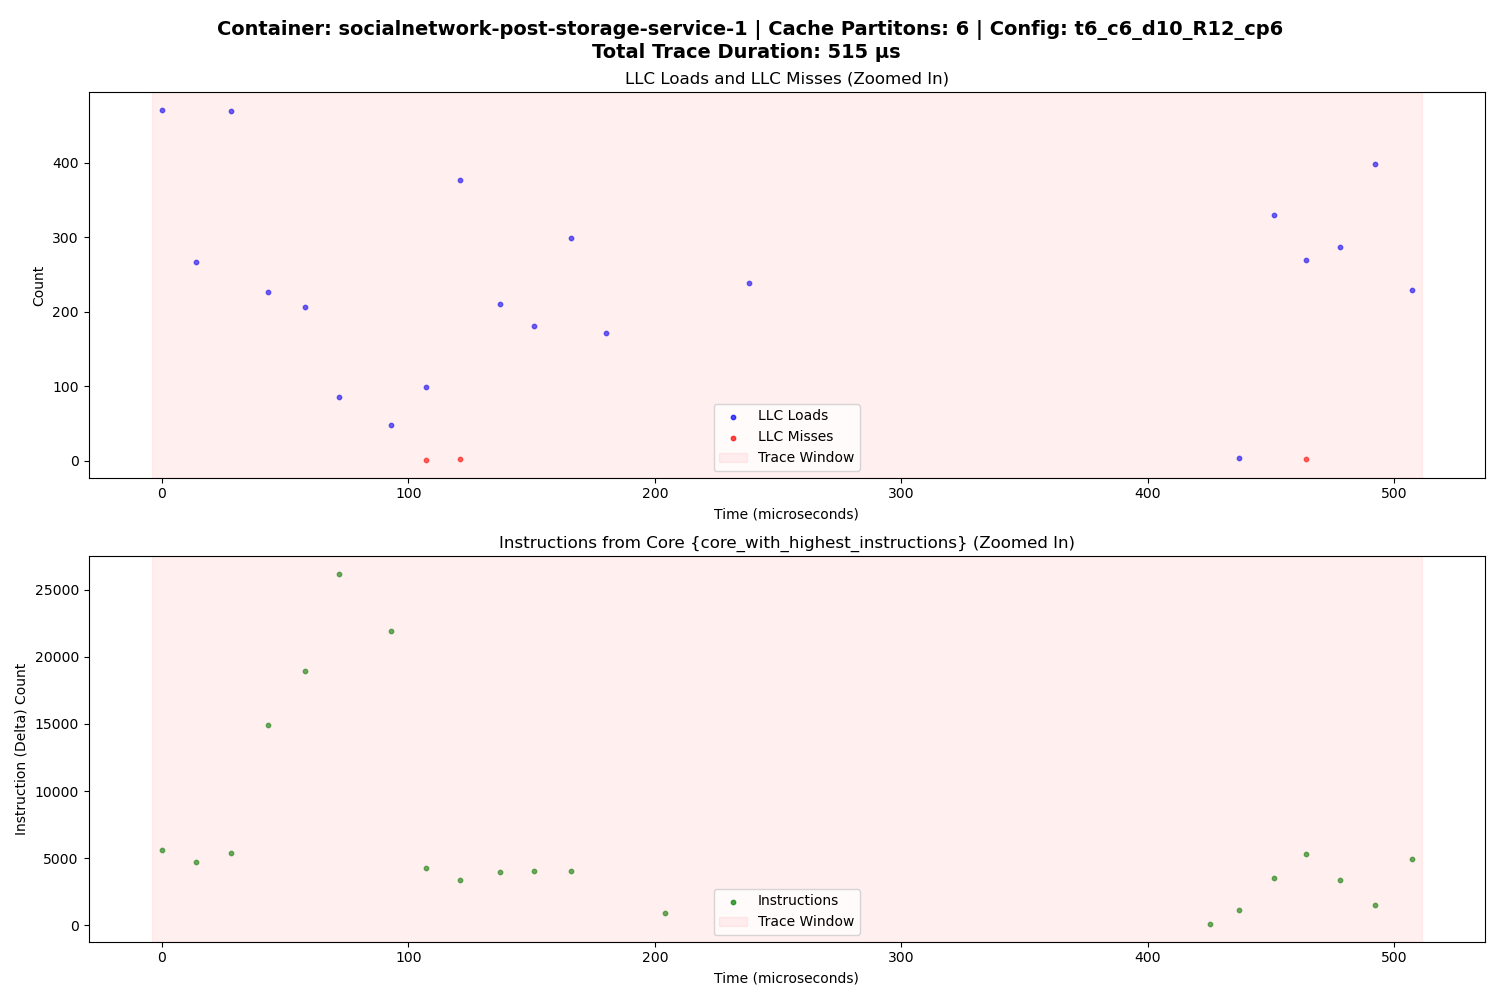 Container: socialnetwork-post-storage-service-1 | Cache Partitons: 6 | Config: t6_c6_d10_R12_cp6
Total Trace Duration: 515 µs
LLC Loads and LLC Misses (Zoomed In)
Count
400
300
200
100
0
LLC Loads
LLC Misses
Trace Window
0 100 200 300 400 500
Time (microseconds)
Instructions from Core {core_with_highest_instructions} (Zoomed In)
Instruction (Delta) Count
25000
20000
15000
10000
5000
0
Instructions
Trace Window
0 100 200 300 400 500
Time (microseconds)